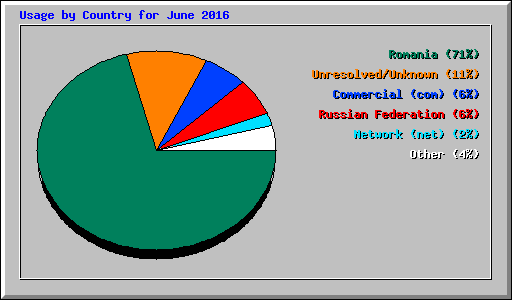 Usage by Country for June 2016
Romania (71%)
Unresolved/Unknown (11%)
Commercial (com) (6%)
Russian Federation (6%)
Network (net) (2%)
Other (4%)